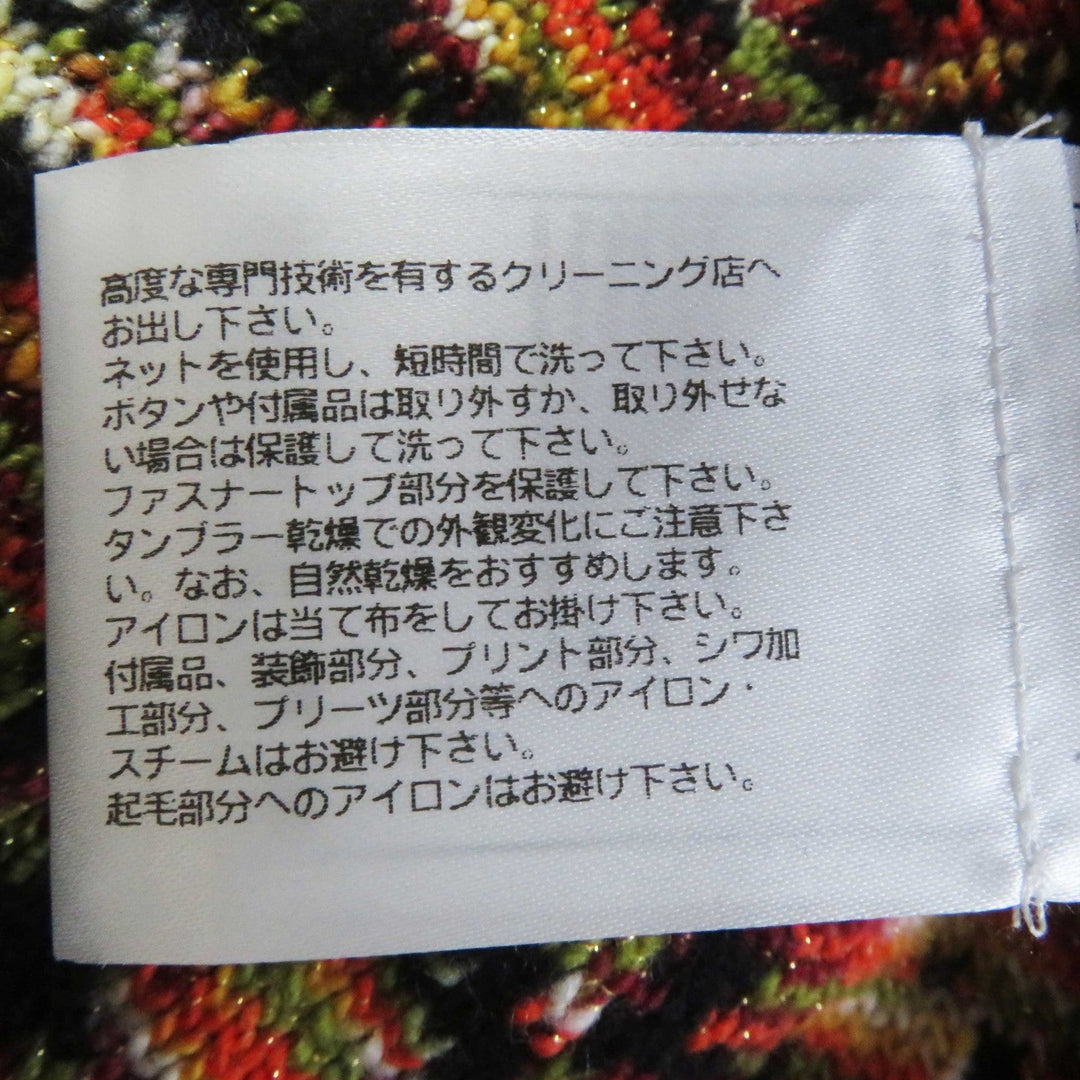 高度な専門技術を有するクリーニング店へ
お出し下さい。
ネットを使用し、短時間で洗って下さい。
ボタンや付属品は取り外すか、取り外せな
い場合は保護して洗って下さい。
ファスナートップ部分を保護して下さい。
タンブラー乾燥での外観変化にご注意下さ
い。なお、自然乾燥をおすすめします。
アイロンは当て布をしてお掛け下さい。
付属品、装飾部分、プリント部分、シワ加
工部分、プリーツ部分等へのアイロン・
スチームはお避け下さい。
起毛部分へのアイロンはお避け下さい。